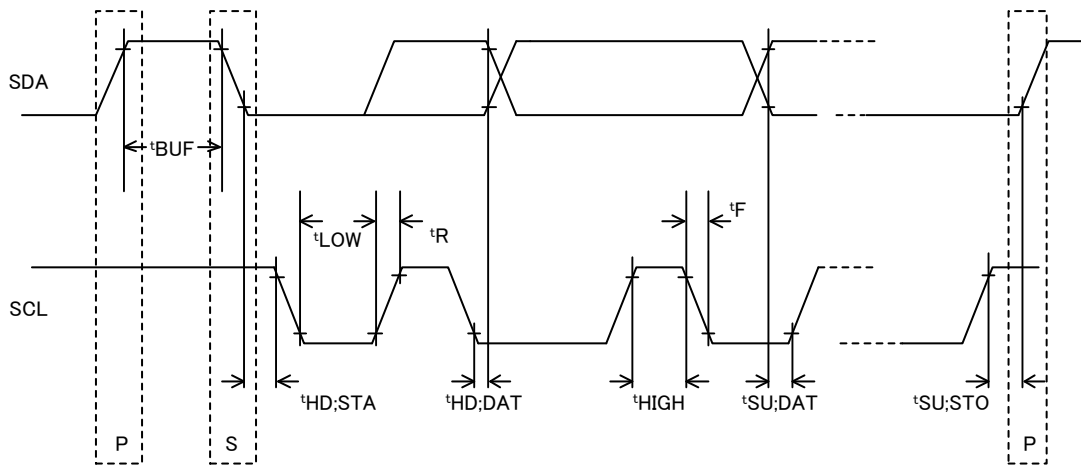 SDA
tBUF
tLOW
tR
tF
SCL
tHD;STA
tHD;DAT
tHIGH
tSU;DAT
tSU;STO
P
S
P